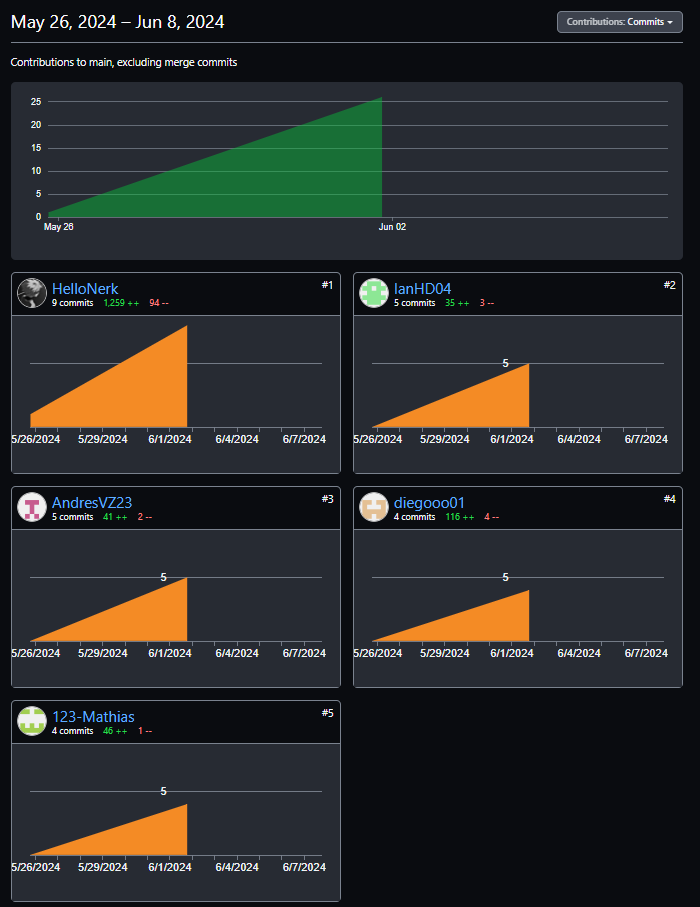 May 26, 2024 – Jun 8, 2024
Contributions: Commits
Contributions to main, excluding merge commits
25
20
15
10
5
0
May 26 Jun 02
HelloNerk #1
9 commits 1,259 ++ 94 --
5/26/2024 5/29/2024 6/1/2024 6/4/2024 6/7/2024
IanHD04 #2
5 commits 35 ++ 3 --
5
5/26/2024 5/29/2024 6/1/2024 6/4/2024 6/7/2024
AndresVZ23 #3
5 commits 41 ++ 2 --
5
5/26/2024 5/29/2024 6/1/2024 6/4/2024 6/7/2024
diegooo01 #4
4 commits 116 ++ 4 --
5
5/26/2024 5/29/2024 6/1/2024 6/4/2024 6/7/2024
123-Mathias #5
4 commits 46 ++ 1 --
5
5/26/2024 5/29/2024 6/1/2024 6/4/2024 6/7/2024